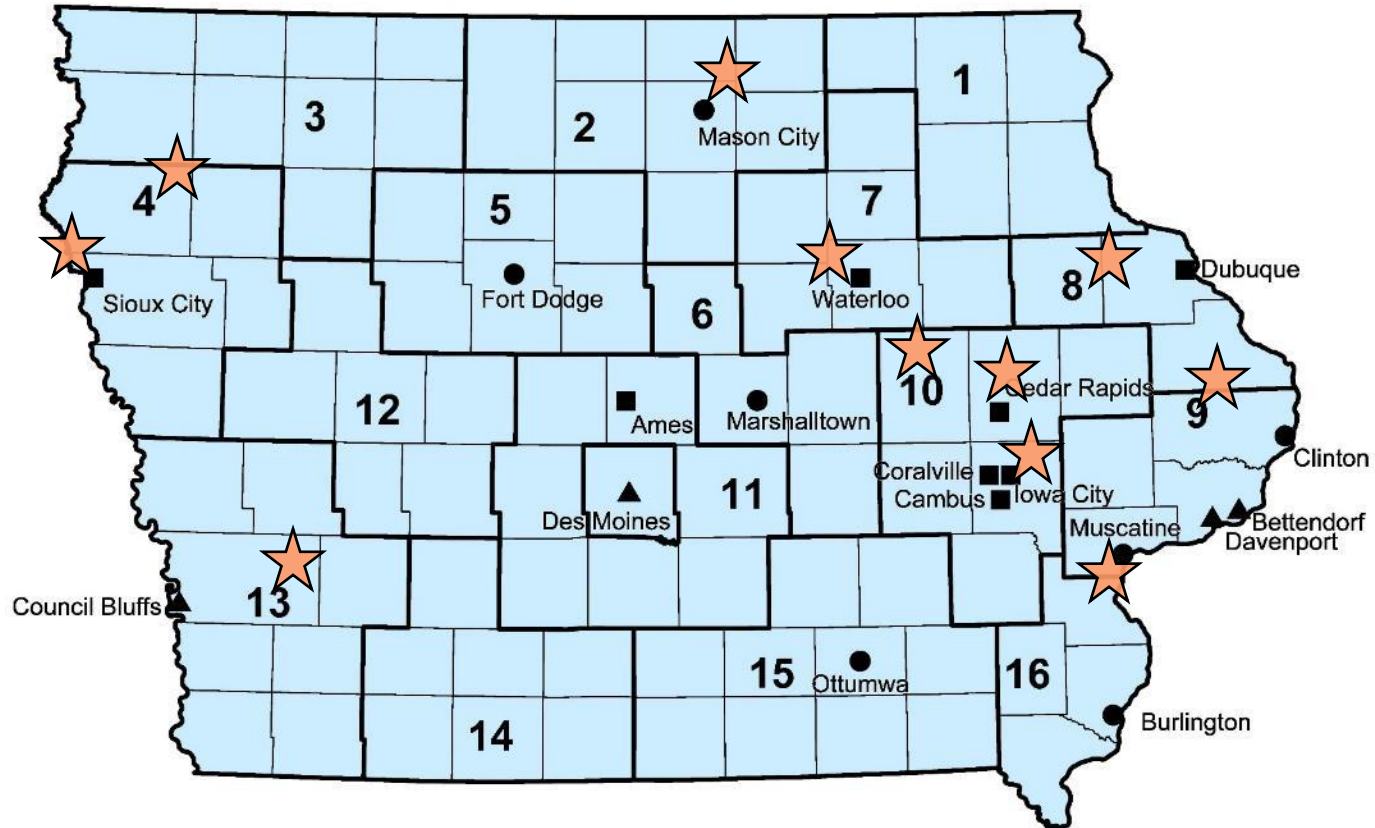 1
3
2
Mason City
4
5
7
Dubuque
8
Sioux City
Fort Dodge
Waterloo
6
10
Cedar Rapids
12
9
Ames
Marshalltown
Clinton
Coralville
11
Iowa City
Cambus
Des Moines
Muscatine
Bettendorf
Davenport
13
Council Bluffs
15
16
Ottumwa
14
Burlington